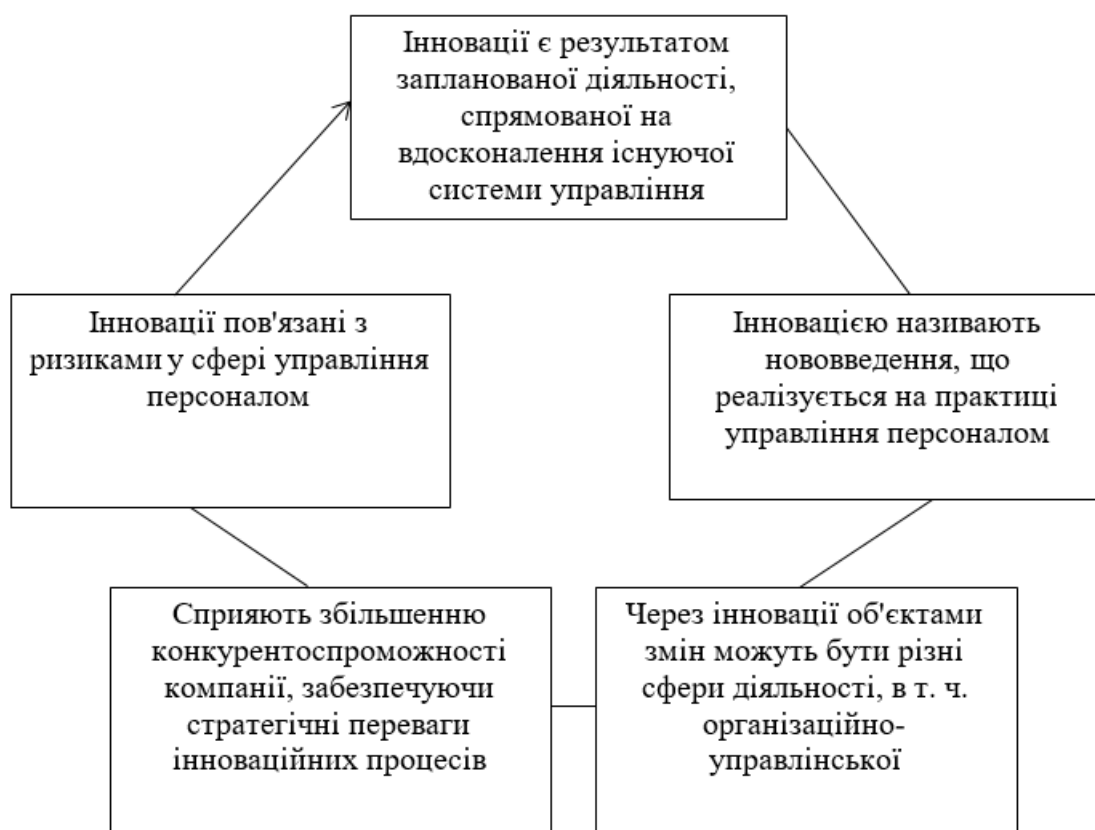 Інновації є результатом
запланованої діяльності,
спрямованої на
вдосконалення існуючої
системи управління
Інновації пов'язані з
ризиками у сфері управління
персоналом
Інновацією називають
нововведення, що
реалізується на практиці
управління персоналом
Сприяють збільшенню
конкурентоспроможності
компанії, забезпечуючи
стратегічні переваги
інноваційних процесів
Через інновації об'єктами
змін можуть бути різні
сфери діяльності, в т. ч.
організаційно-
управлінської